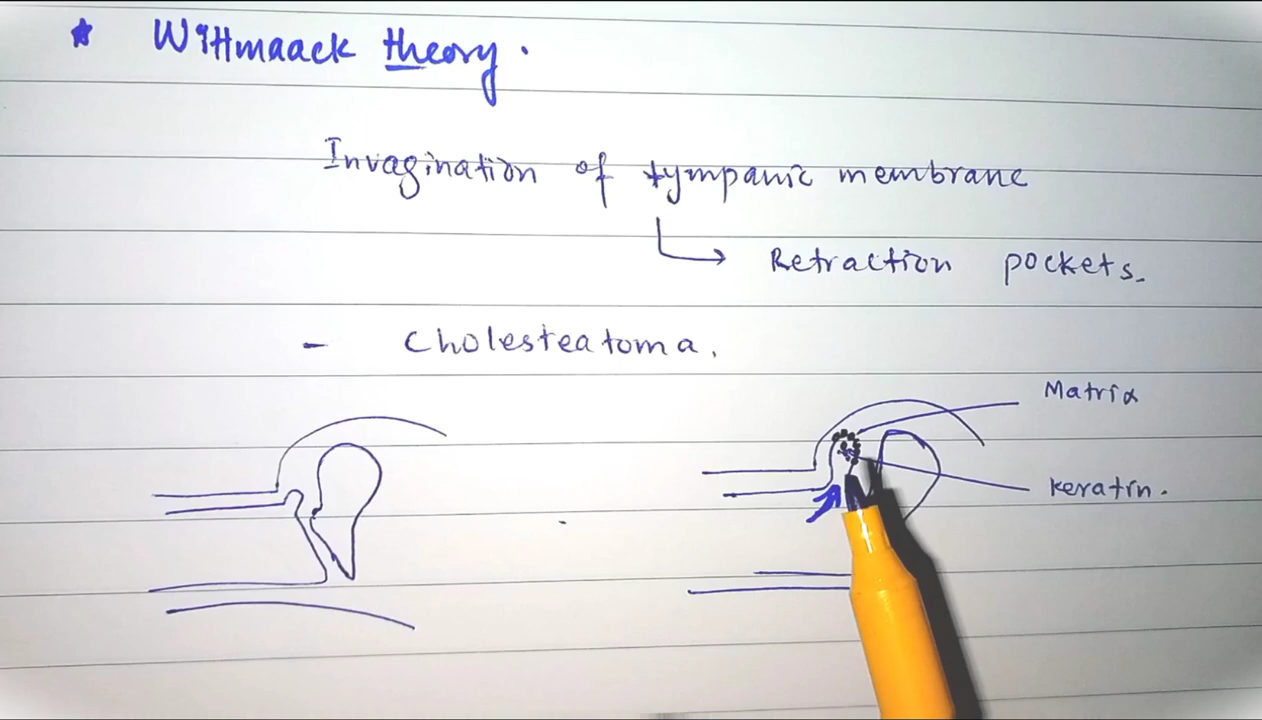 Wittmaack theory.
Invagination of tympanic membrane
Retraction pockets.
- Cholesteatoma.
Matrix
Keratin.